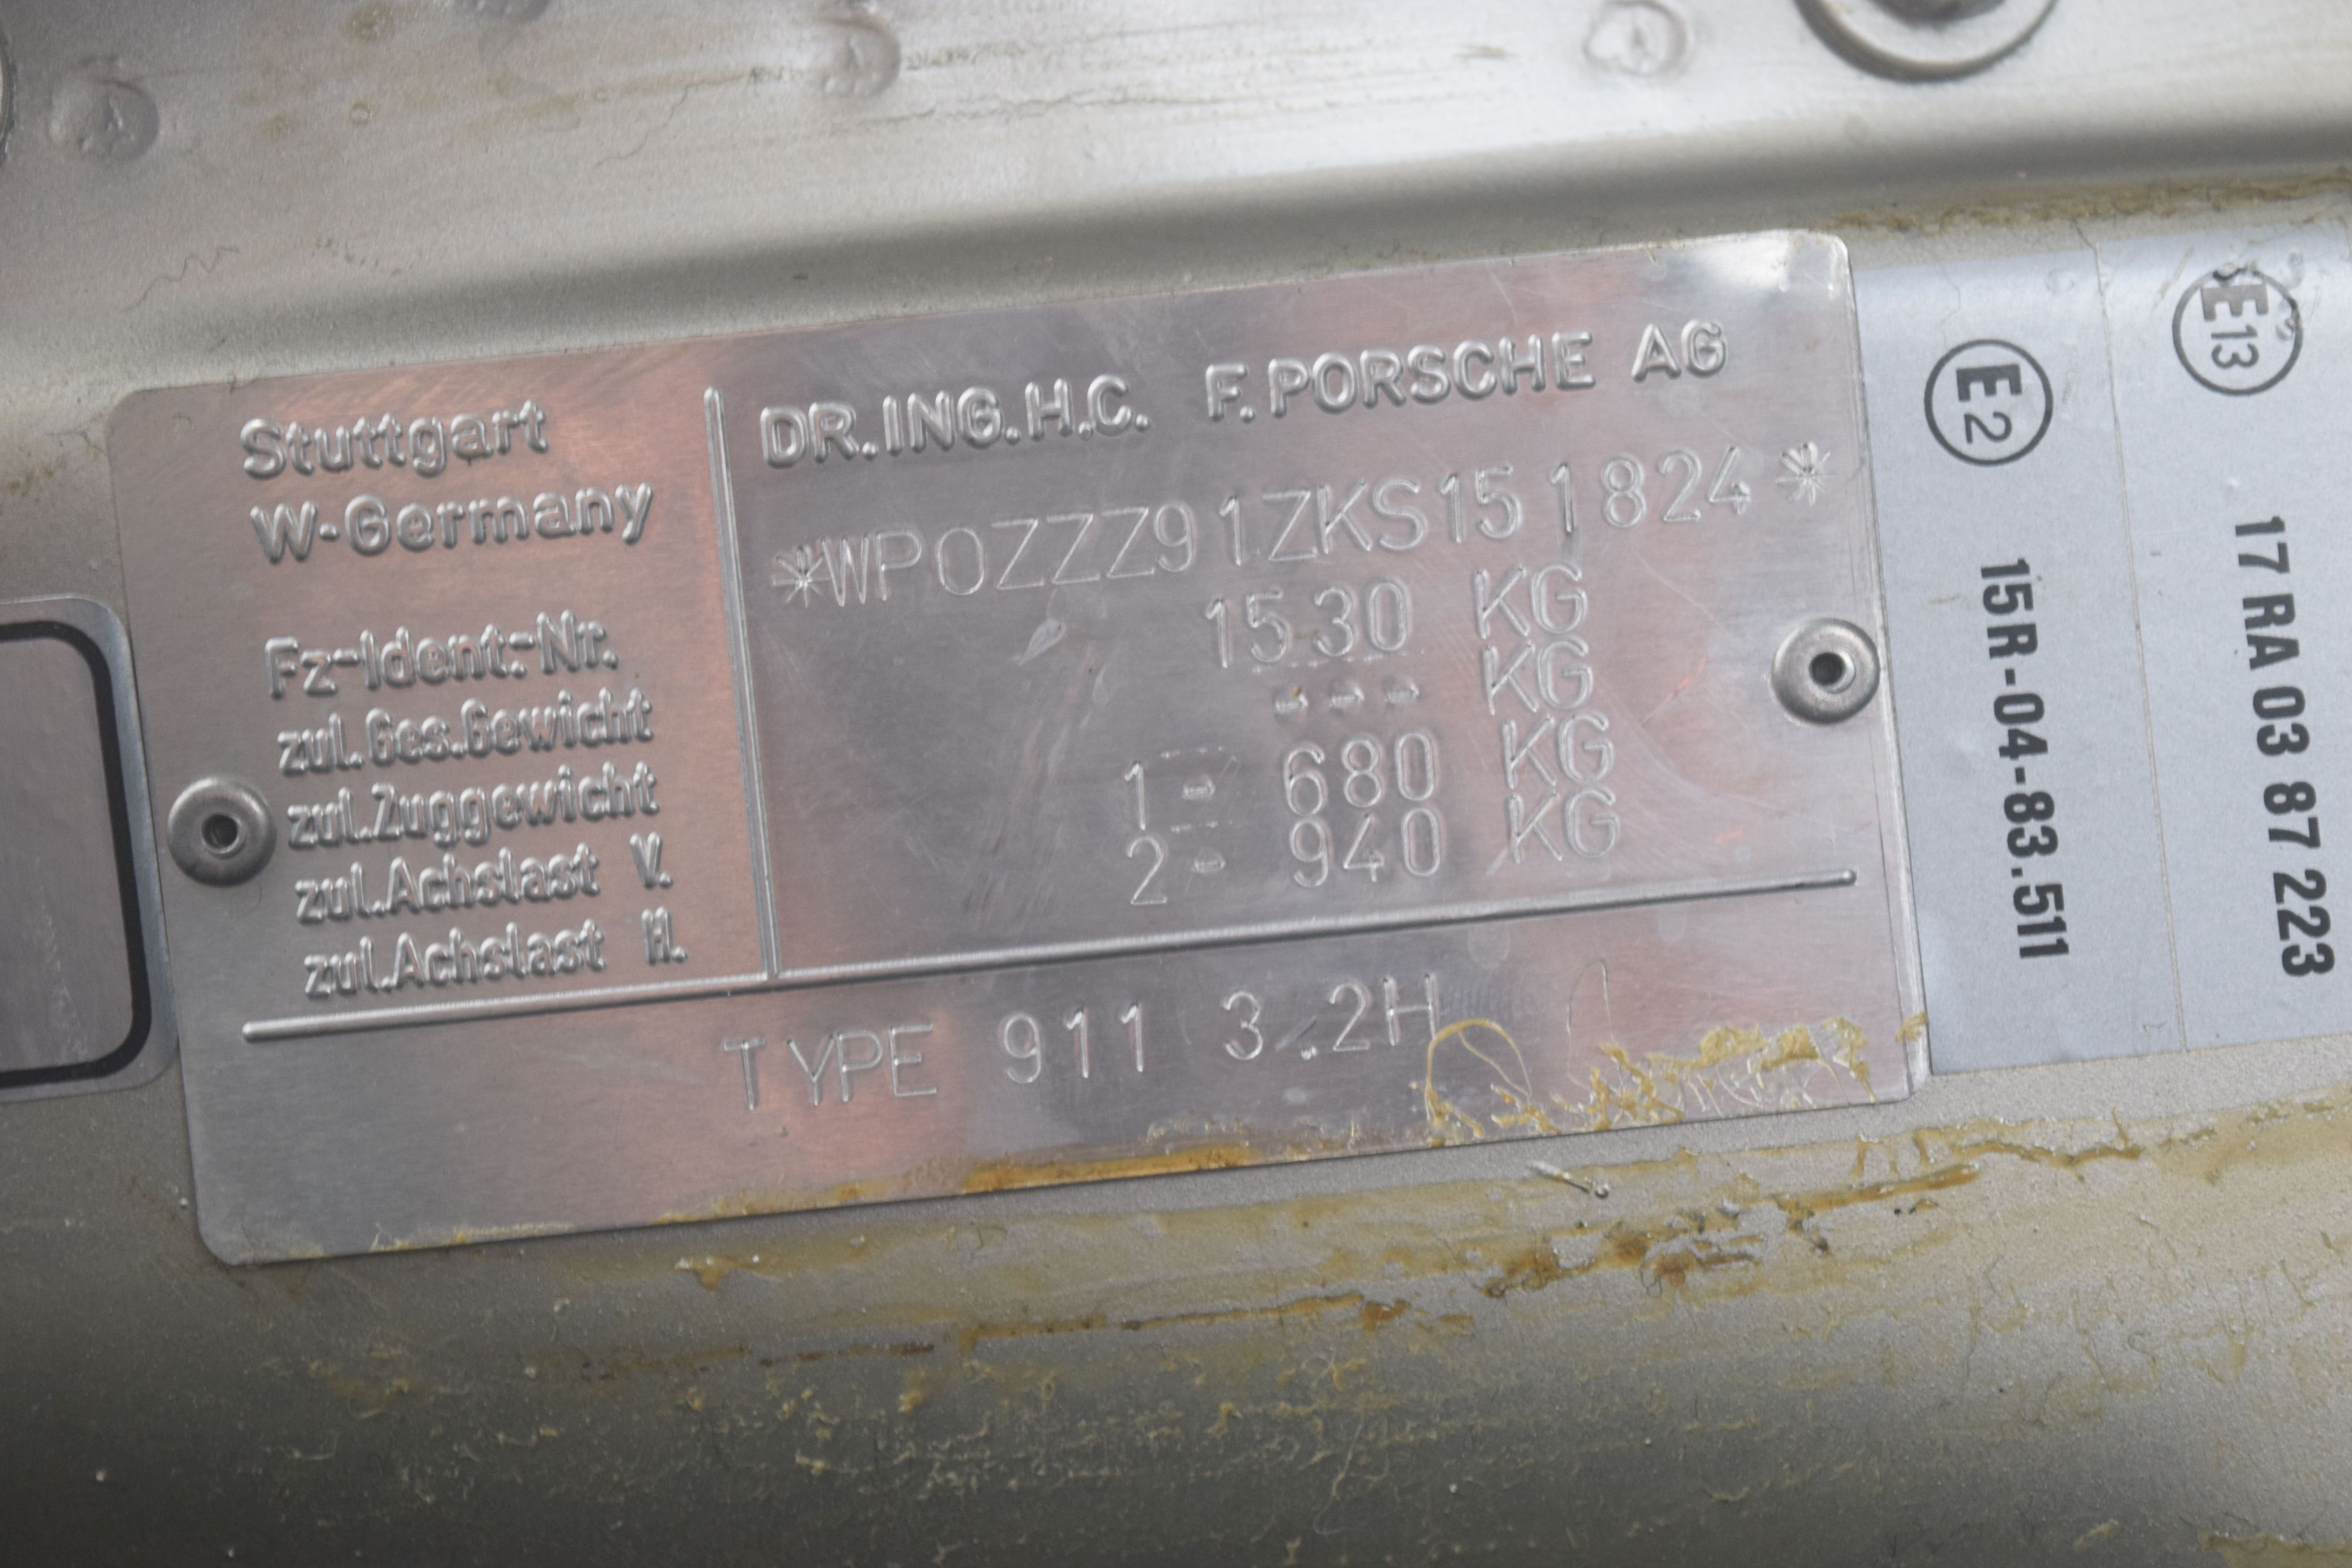 Stuttgart
W-Germany
DR.ING.H.C. F.PORSCHE AG
*WP0ZZZ91ZKS151824*
Fz-Ident.-Nr.
zul.Ges.Gewicht 1530 KG
zul.Zuggewicht --- KG
zul.Achslast V. 1- 680 KG
zul.Achslast H. 2- 940 KG
TYPE 911 3.2H
E2 15R-04-83.511
E13 17 RA 03 87 223